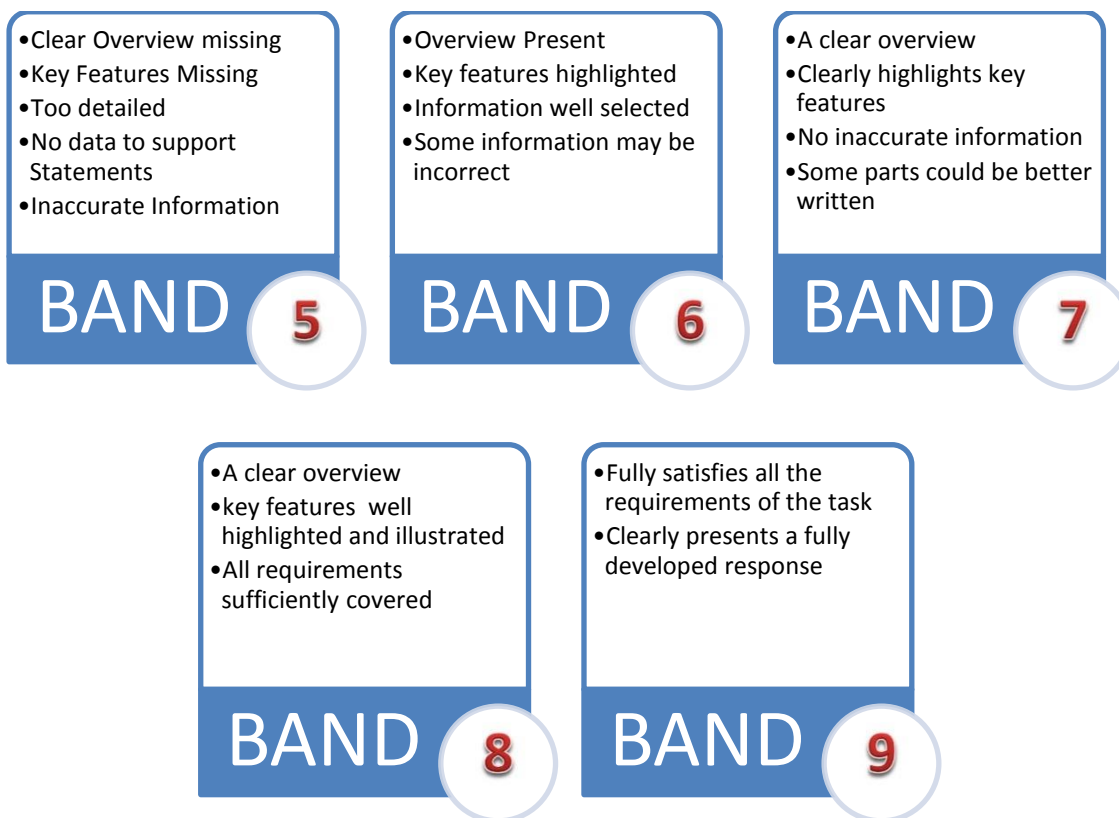 •Clear Overview missing
•Key Features Missing
•Too detailed
•No data to support
Statements
•Inaccurate Information
BAND 5
•Overview Present
•Key features highlighted
•Information well selected
•Some information may be
incorrect
BAND 6
•A clear overview
•Clearly highlights key
features
•No inaccurate information
•Some parts could be better
written
BAND 7
•A clear overview
•key features well
highlighted and illustrated
•All requirements
sufficiently covered
BAND 8
•Fully satisfies all the
requirements of the task
•Clearly presents a fully
developed response
BAND 9